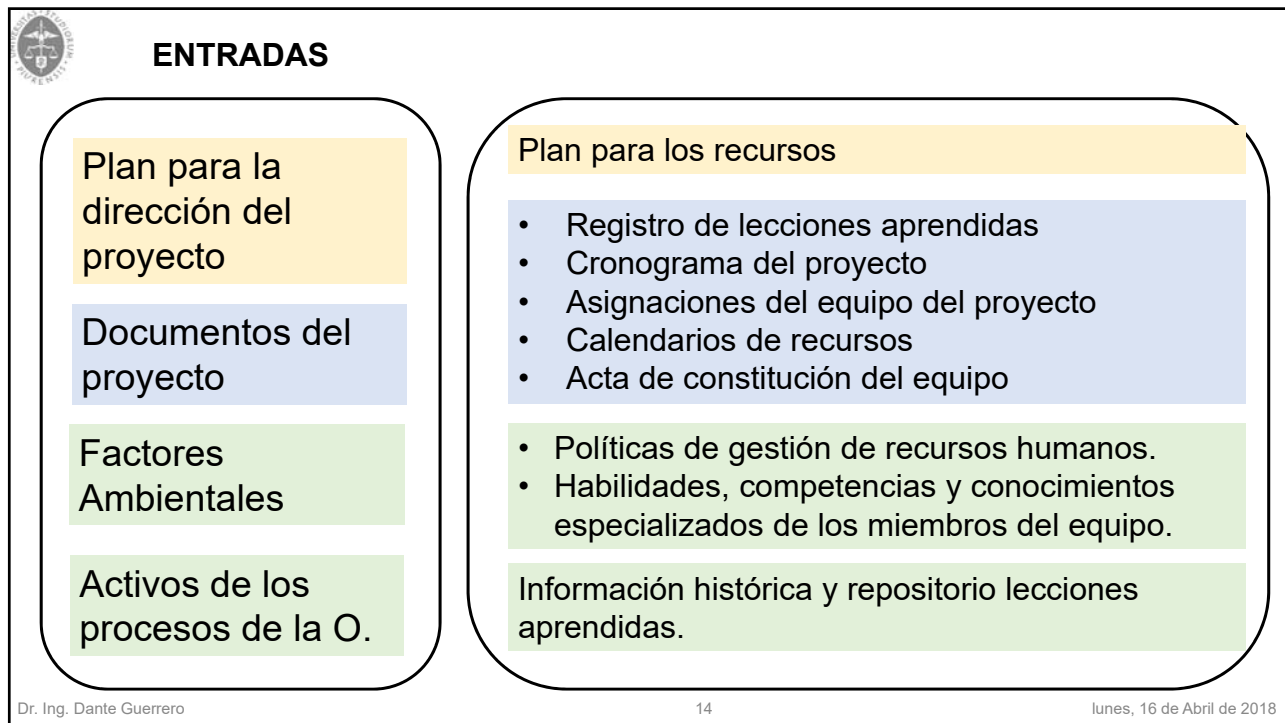 ENTRADAS
Plan para la
dirección del
proyecto
Documentos del
proyecto
Factores
Ambientales
Activos de los
procesos de la O.
Plan para los recursos
• Registro de lecciones aprendidas
• Cronograma del proyecto
• Asignaciones del equipo del proyecto
• Calendarios de recursos
• Acta de constitución del equipo
• Políticas de gestión de recursos humanos.
• Habilidades, competencias y conocimientos
especializados de los miembros del equipo.
Información histórica y repositorio lecciones
aprendidas.
Dr. Ing. Dante Guerrero
14
lunes, 16 de Abril de 2018